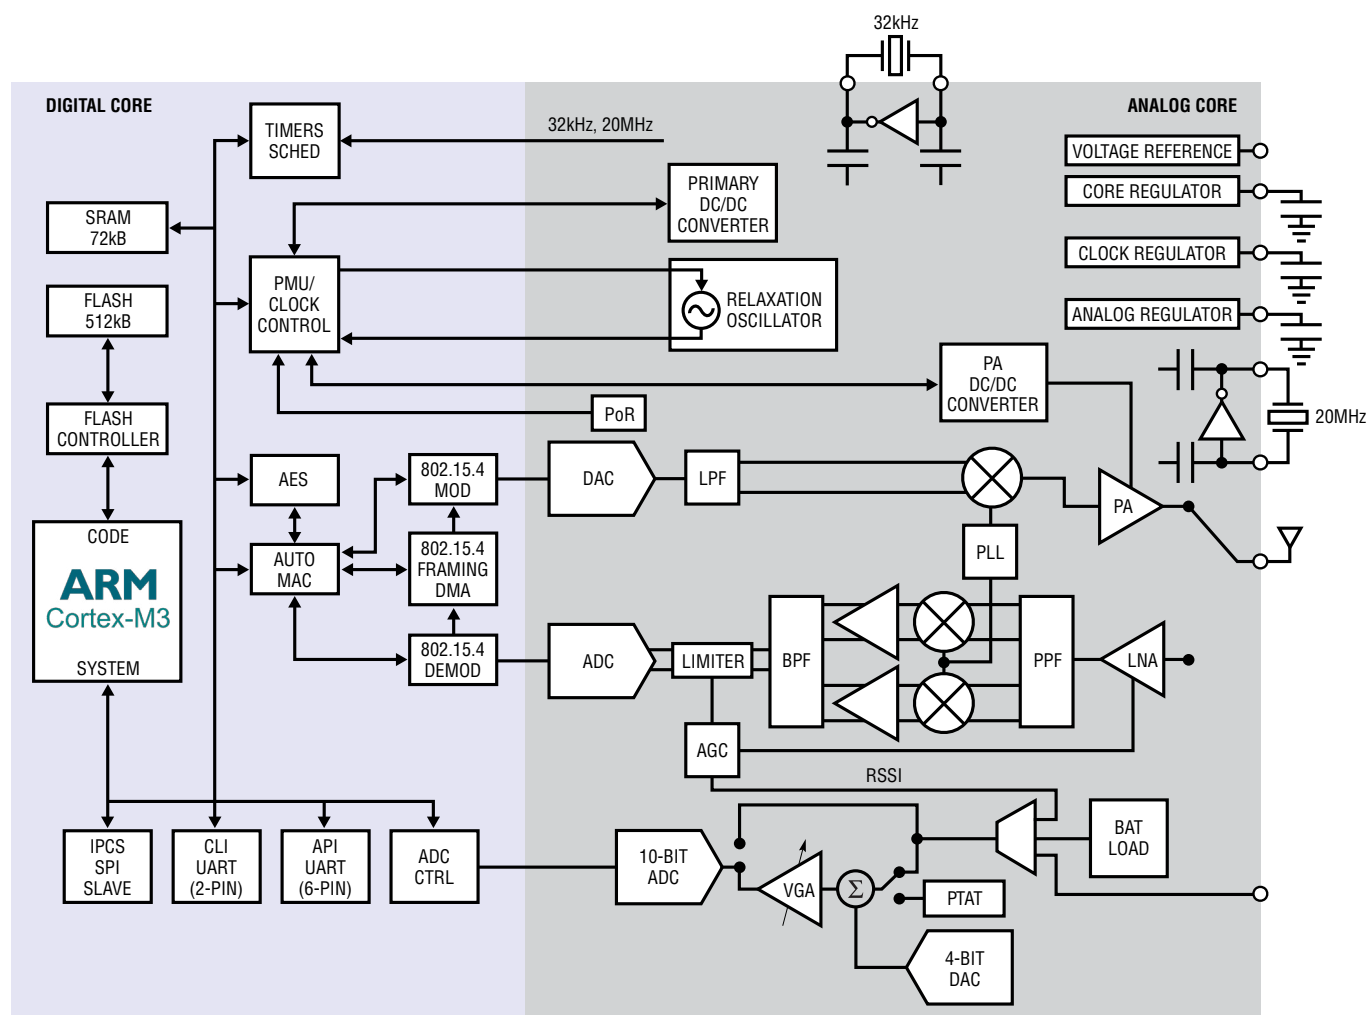 32kHz
DIGITAL CORE
ANALOG CORE
TIMERS
SCHED
32kHz, 20MHz
VOLTAGE REFERENCE
PRIMARY
DC/DC
CONVERTER
CORE REGULATOR
SRAM
72kB
CLOCK REGULATOR
PMU/
CLOCK
CONTROL
RELAXATION
OSCILLATOR
FLASH
512kB
ANALOG REGULATOR
PA
DC/DC
CONVERTER
20MHz
FLASH
CONTROLLER
PoR
AES
802.15.4
MOD
DAC
LPF
PA
CODE
ARM
Cortex-M3
SYSTEM
AUTO
MAC
802.15.4
FRAMING
DMA
PLL
802.15.4
DEMOD
ADC
LIMITER
BPF
PPF
LNA
AGC
RSSI
IPCS
SPI
SLAVE
CLI
UART
(2-PIN)
API
UART
(6-PIN)
ADC
CTRL
10-BIT
ADC
VGA
Σ
BAT
LOAD
PTAT
4-BIT
DAC